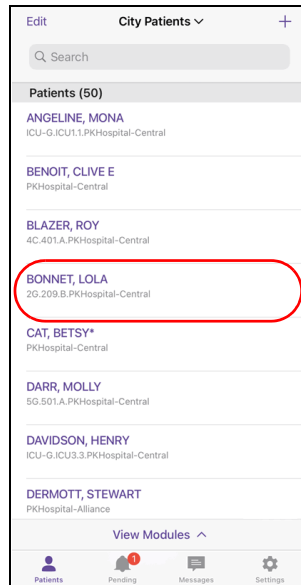 Edit City Patients +
Search
Patients (50)
ANGELINE, MONA
ICU-G.ICU1.1.PKHospital-Central
BENOIT, CLIVE E
PKHospital-Central
BLAZER, ROY
4C.401.A.PKHospital-Central
BONNET, LOLA
2G.209.B.PKHospital-Central
CAT, BETSY*
PKHospital-Central
DARR, MOLLY
5G.501.A.PKHospital-Central
DAVIDSON, HENRY
ICU-G.ICU3.3.PKHospital-Central
DERMOTT, STEWART
PKHospital-Alliance
View Modules
1
Patients Pending Messages Settings